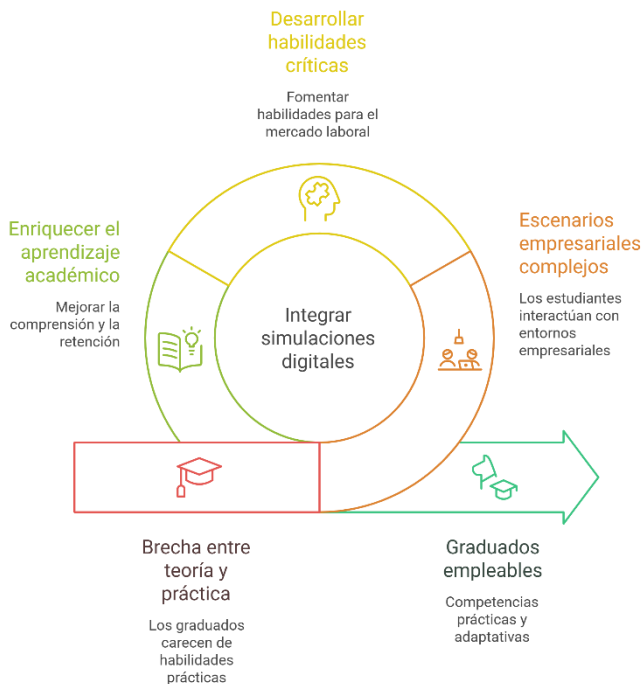 Desarrollar
habilidades
críticas
Fomentar
habilidades para el
mercado laboral
Enriquecer el
aprendizaje
académico
Mejorar la
comprensión y la
retención
Integrar
simulaciones
digitales
Escenarios
empresariales
complejos
Los estudiantes
interactúan con
entornos
empresariales
Brecha entre
teoría y
práctica
Los graduados
carecen de
habilidades
prácticas
Graduados
empleables
Competencias
prácticas y
adaptativas